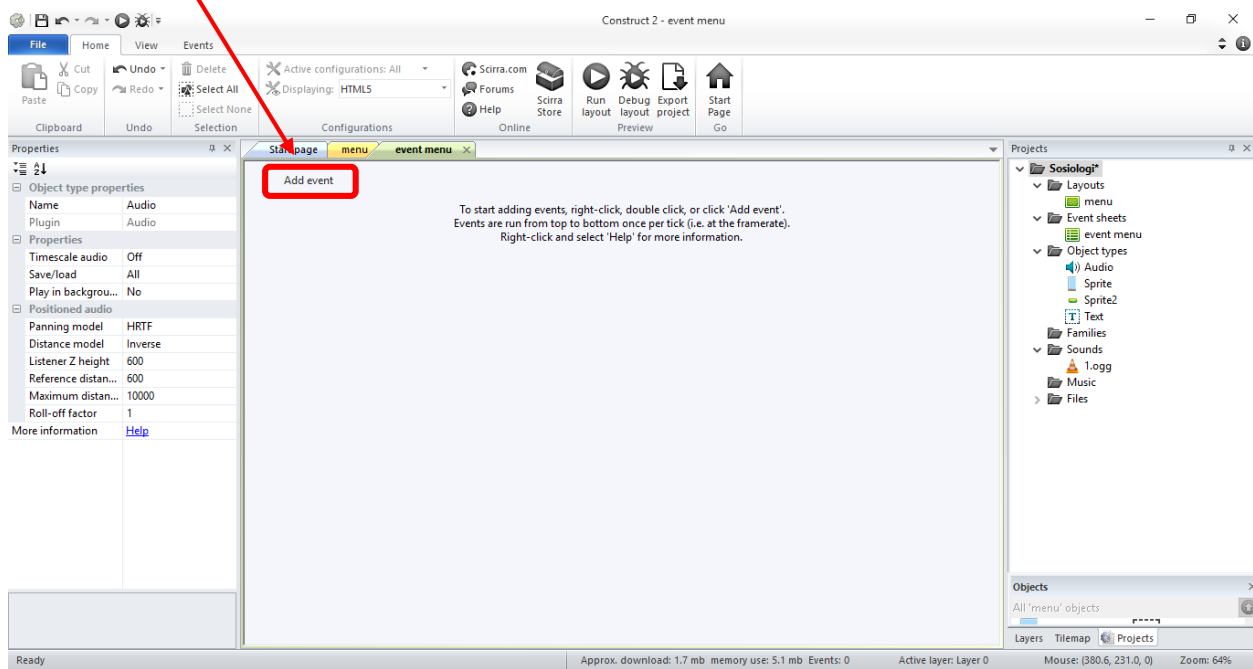 Construct 2 - event menu
File Home View Events
Paste
Cut
Copy
Clipboard
Undo
Redo
Undo
Delete
Select All
Select None
Selection
Active configurations: All
Displaying: HTML5
Configurations
Scirra.com
Forums
Help
Scirra Store
Online
Run layout
Debug layout
Export project
Preview
Start Page
Go
Properties
Object type properties
Name Audio
Plugin Audio
Properties
Timescale audio Off
Save/load All
Play in backgrou... No
Positioned audio
Panning model HRTF
Distance model Inverse
Listener Z height 600
Reference distan... 600
Maximum distan... 10000
Roll-off factor 1
More information Help
page menu event menu
Add event
To start adding events, right-click, double click, or click 'Add event'.
Events are run from top to bottom once per tick (i.e. at the framerate).
Right-click and select 'Help' for more information.
Projects
Sosiologi*
Layouts
menu
Event sheets
event menu
Object types
Audio
Sprite
Sprite2
T Text
Families
Sounds
1.ogg
Music
Files
Objects
All 'menu' objects
Layers Tilemap Projects
Ready
Approx. download: 1.7 mb memory use: 5.1 mb Events: 0 Active layer: Layer 0 Mouse: (380.6, 231.0, 0) Zoom: 64%